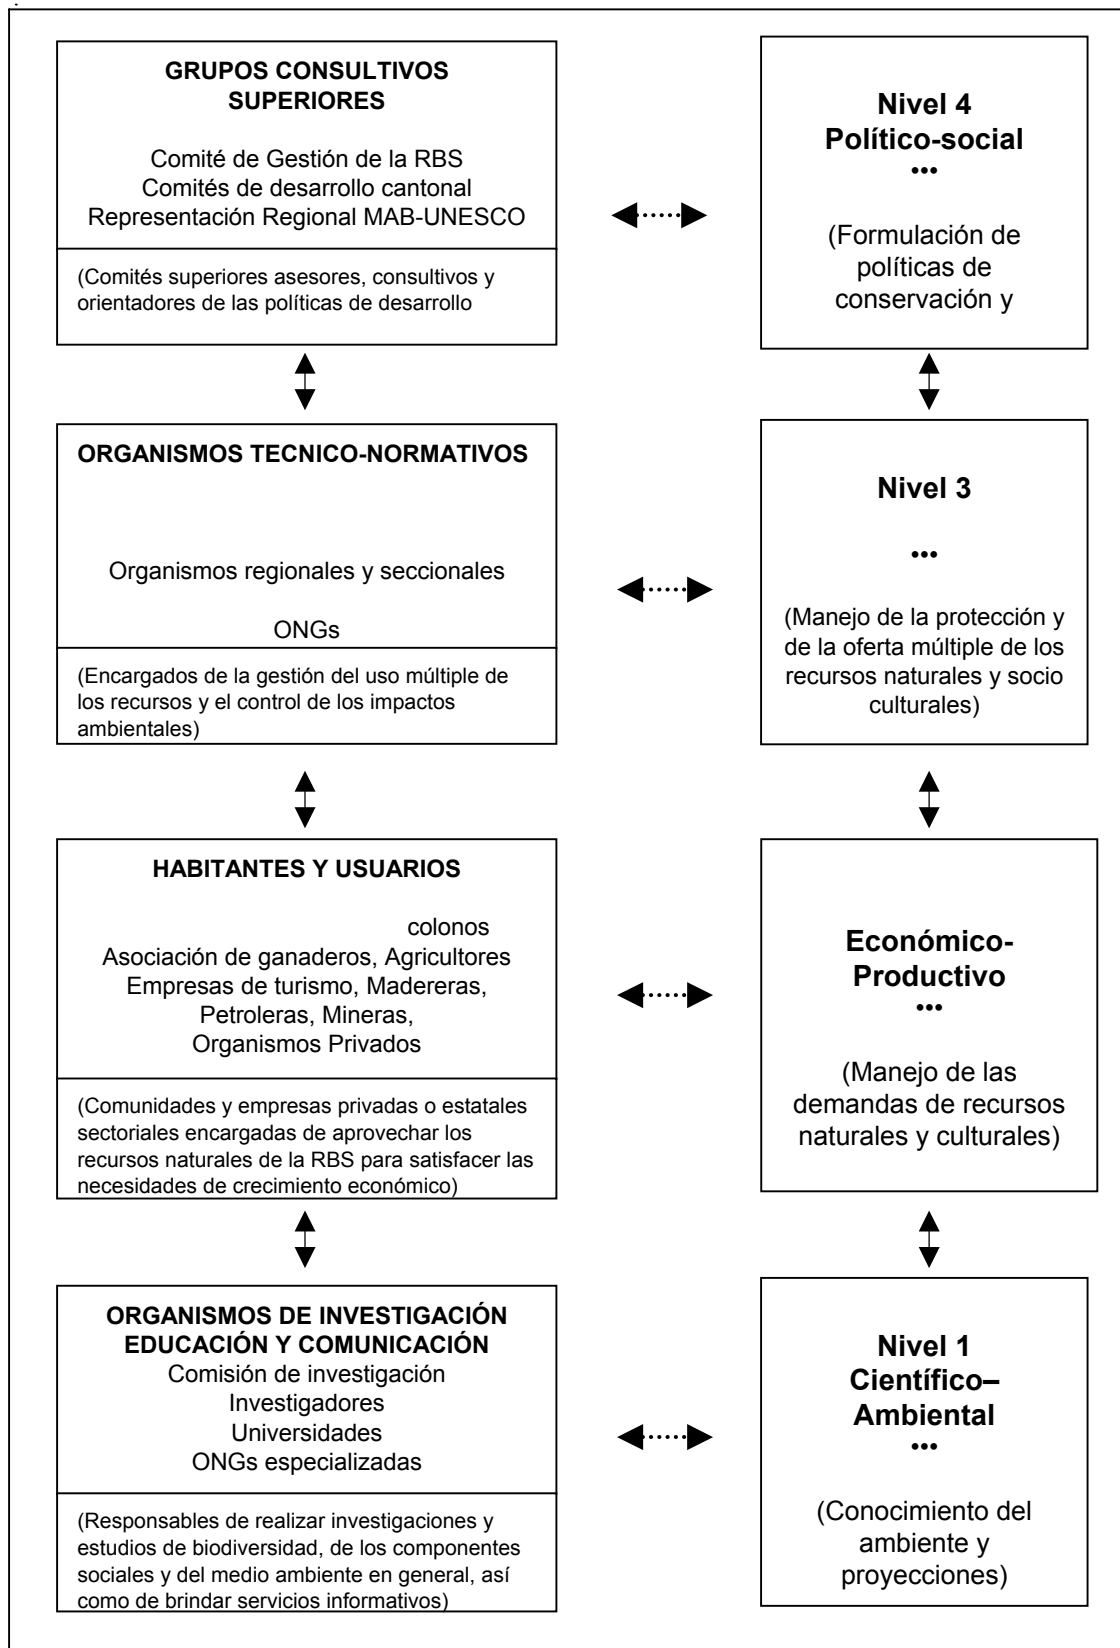 GRUPOS CONSULTIVOS
SUPERIORES
Comité de Gestión de la RBS
Comités de desarrollo cantonal
Representación Regional MAB-UNESCO
(Comités superiores asesores, consultivos y
orientadores de las políticas de desarrollo
Nivel 4
Político-social
•••
(Formulación de
políticas de
conservación y
ORGANISMOS TECNICO-NORMATIVOS
Organismos regionales y seccionales
ONGs
(Encargados de la gestión del uso múltiple de
los recursos y el control de los impactos
ambientales)
Nivel 3
•••
(Manejo de la protección y
de la oferta múltiple de los
recursos naturales y socio
culturales)
HABITANTES Y USUARIOS
colonos
Asociación de ganaderos, Agricultores
Empresas de turismo, Madereras,
Petroleras, Mineras,
Organismos Privados
(Comunidades y empresas privadas o estatales
sectoriales encargadas de aprovechar los
recursos naturales de la RBS para satisfacer las
necesidades de crecimiento económico)
Económico-
Productivo
•••
(Manejo de las
demandas de recursos
naturales y culturales)
ORGANISMOS DE INVESTIGACIÓN
EDUCACIÓN Y COMUNICACIÓN
Comisión de investigación
Investigadores
Universidades
ONGs especializadas
(Responsables de realizar investigaciones y
estudios de biodiversidad, de los componentes
sociales y del medio ambiente en general, así
como de brindar servicios informativos)
Nivel 1
Científico–
Ambiental
•••
(Conocimiento del
ambiente y
proyecciones)